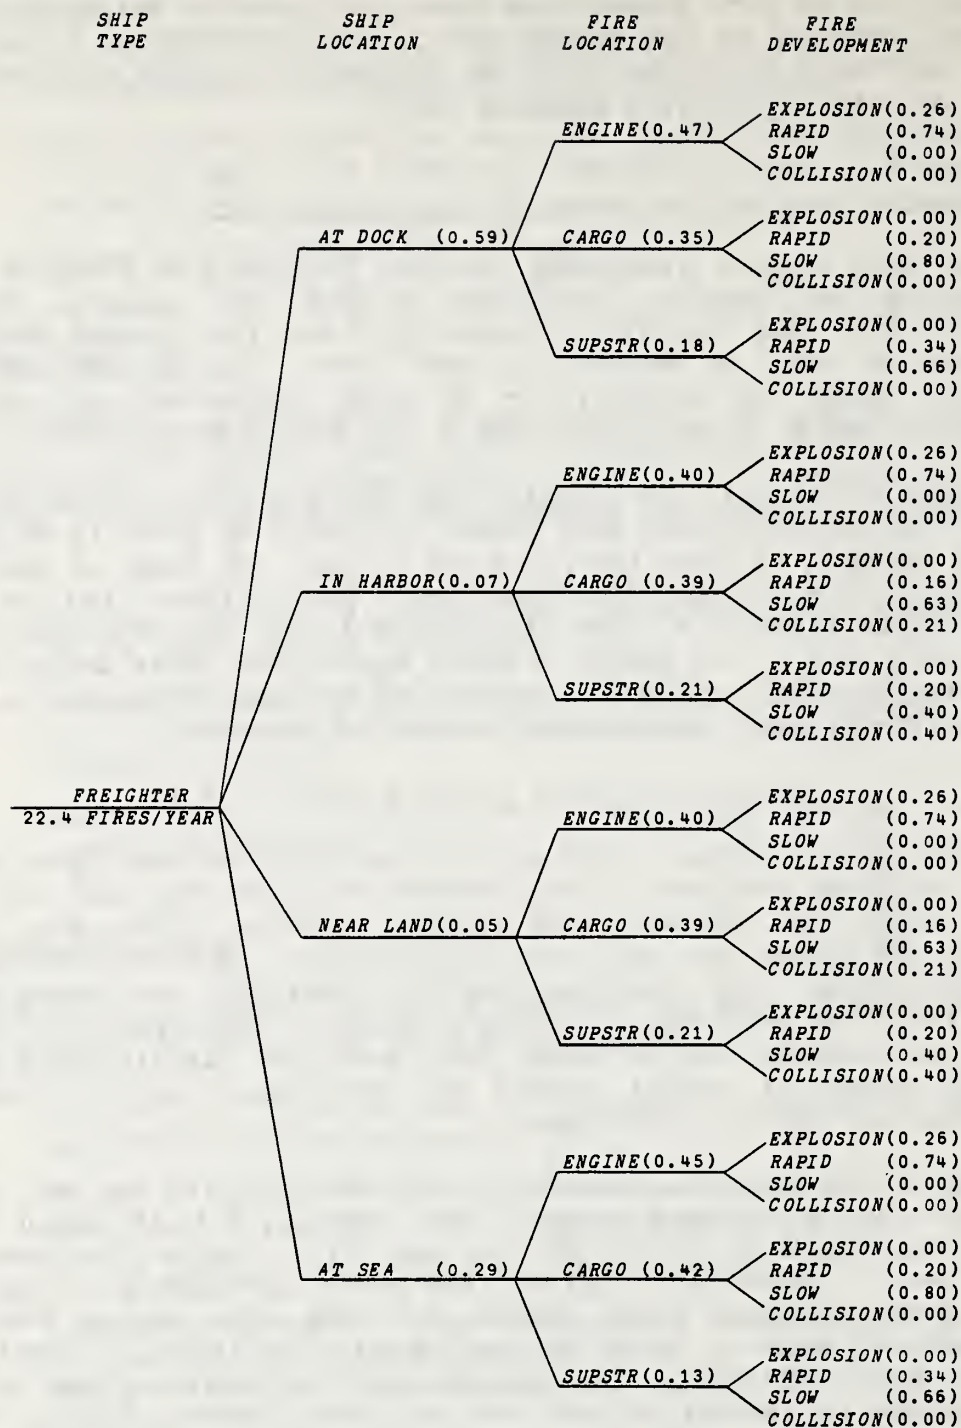 SHIP TYPE
SHIP LOCATION
FIRE LOCATION
FIRE DEVELOPMENT
EXPLOSION(0.26)
ENGINE(0.47) RAPID (0.74)
SLOW (0.00)
COLLISION(0.00)
EXPLOSION(0.00)
AT DOCK (0.59) CARGO (0.35) RAPID (0.20)
SLOW (0.80)
COLLISION(0.00)
EXPLOSION(0.00)
SUPSTR(0.18) RAPID (0.34)
SLOW (0.66)
COLLISION(0.00)
EXPLOSION(0.26)
ENGINE(0.40) RAPID (0.74)
SLOW (0.00)
COLLISION(0.00)
EXPLOSION(0.00)
IN HARBOR(0.07) CARGO (0.39) RAPID (0.16)
SLOW (0.63)
COLLISION(0.21)
EXPLOSION(0.00)
SUPSTR(0.21) RAPID (0.20)
SLOW (0.40)
COLLISION(0.40)
FREIGHTER
22.4 FIRES/YEAR
EXPLOSION(0.26)
ENGINE(0.40) RAPID (0.74)
SLOW (0.00)
COLLISION(0.00)
EXPLOSION(0.00)
NEAR LAND(0.05) CARGO (0.39) RAPID (0.16)
SLOW (0.63)
COLLISION(0.21)
EXPLOSION(0.00)
SUPSTR(0.21) RAPID (0.20)
SLOW (0.40)
COLLISION(0.40)
EXPLOSION(0.26)
ENGINE(0.45) RAPID (0.74)
SLOW (0.00)
COLLISION(0.00)
EXPLOSION(0.00)
AT SEA (0.29) CARGO (0.42) RAPID (0.20)
SLOW (0.80)
COLLISION(0.00)
EXPLOSION(0.00)
SUPSTR(0.13) RAPID (0.34)
SLOW (0.66)
COLLISION(0.00)